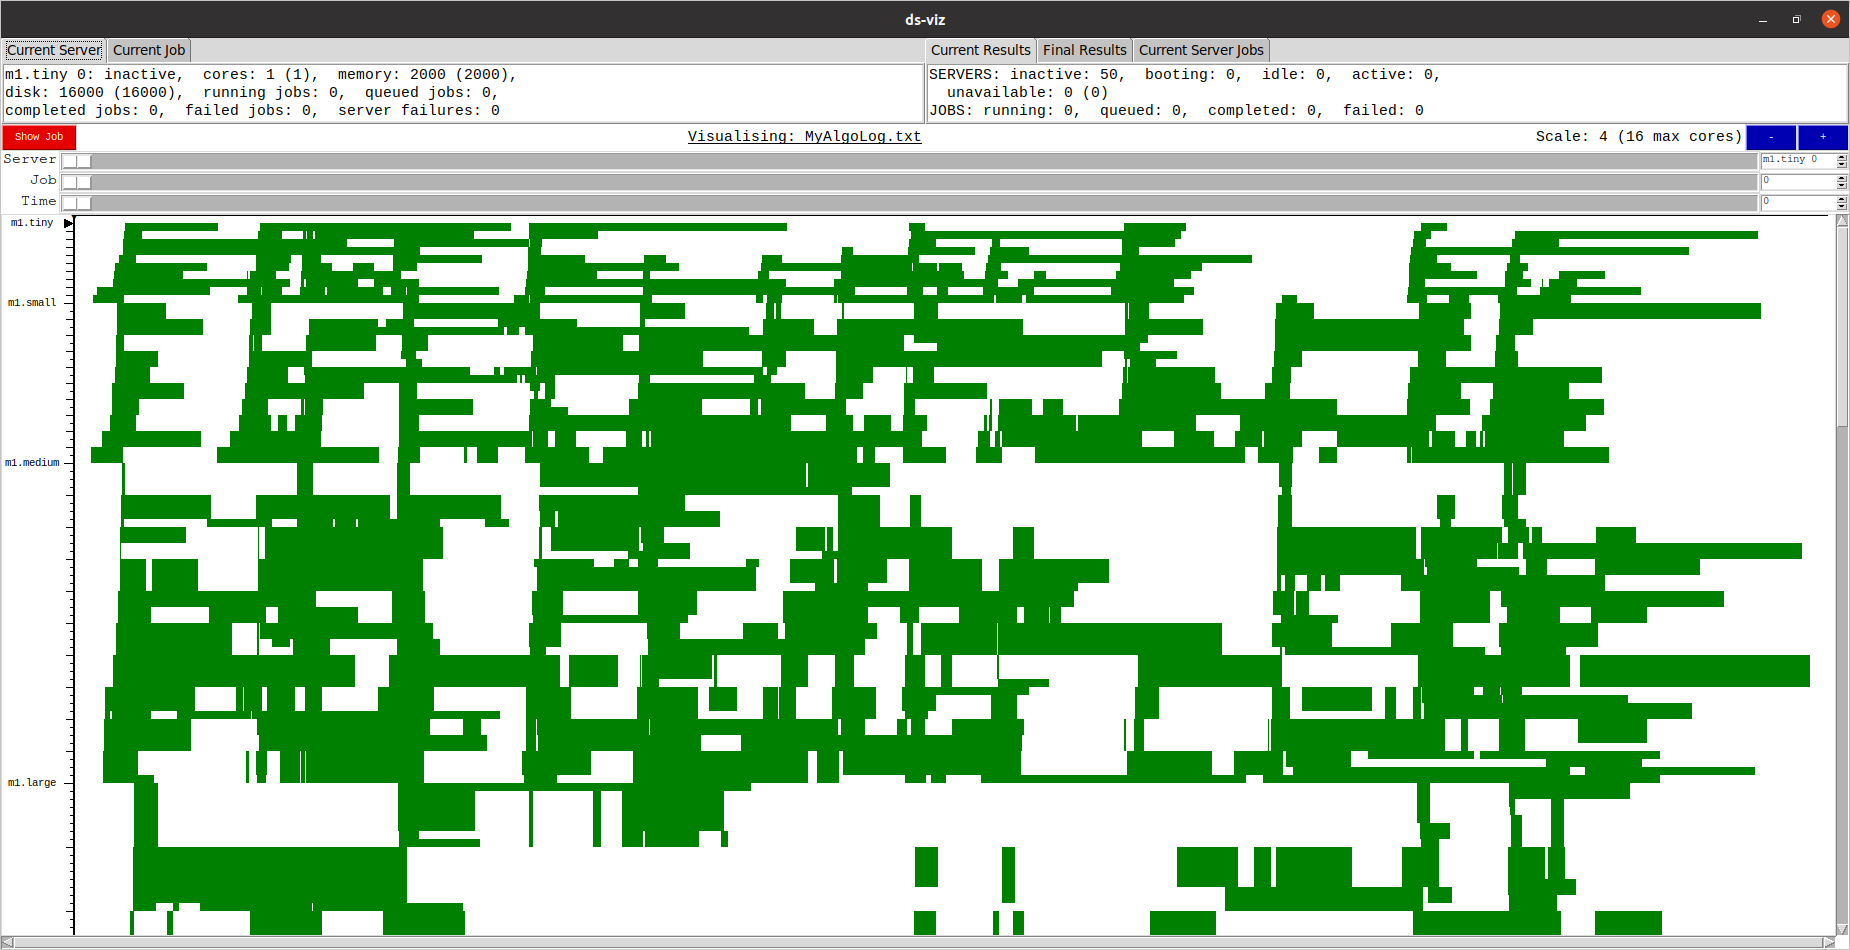 ds-viz
Current Server Current Job
Current Results Final Results Current Server Jobs
m1.tiny 0: inactive, cores: 1 (1), memory: 2000 (2000),
disk: 16000 (16000), running jobs: 0, queued jobs: 0,
completed jobs: 0, failed jobs: 0, server failures: 0
SERVERS: inactive: 50, booting: 0, idle: 0, active: 0,
unavailable: 0 (0)
JOBS: running: 0, queued: 0, completed: 0, failed: 0
Show Job
Visualising: MyAlgoLog.txt
Scale: 4 (16 max cores) - +
Server m1.tiny 0
Job 0
Time 0
m1.tiny
m1.small
m1.medium
m1.large